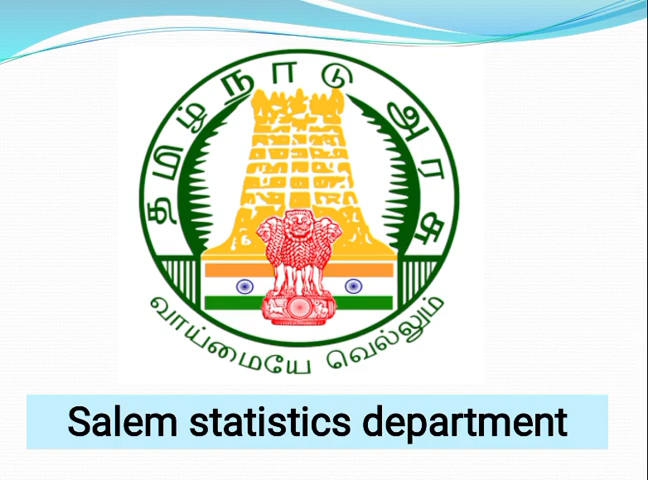 தமிழ்நாடு அரசு
வாய்மையே வெல்லும்
Salem statistics department